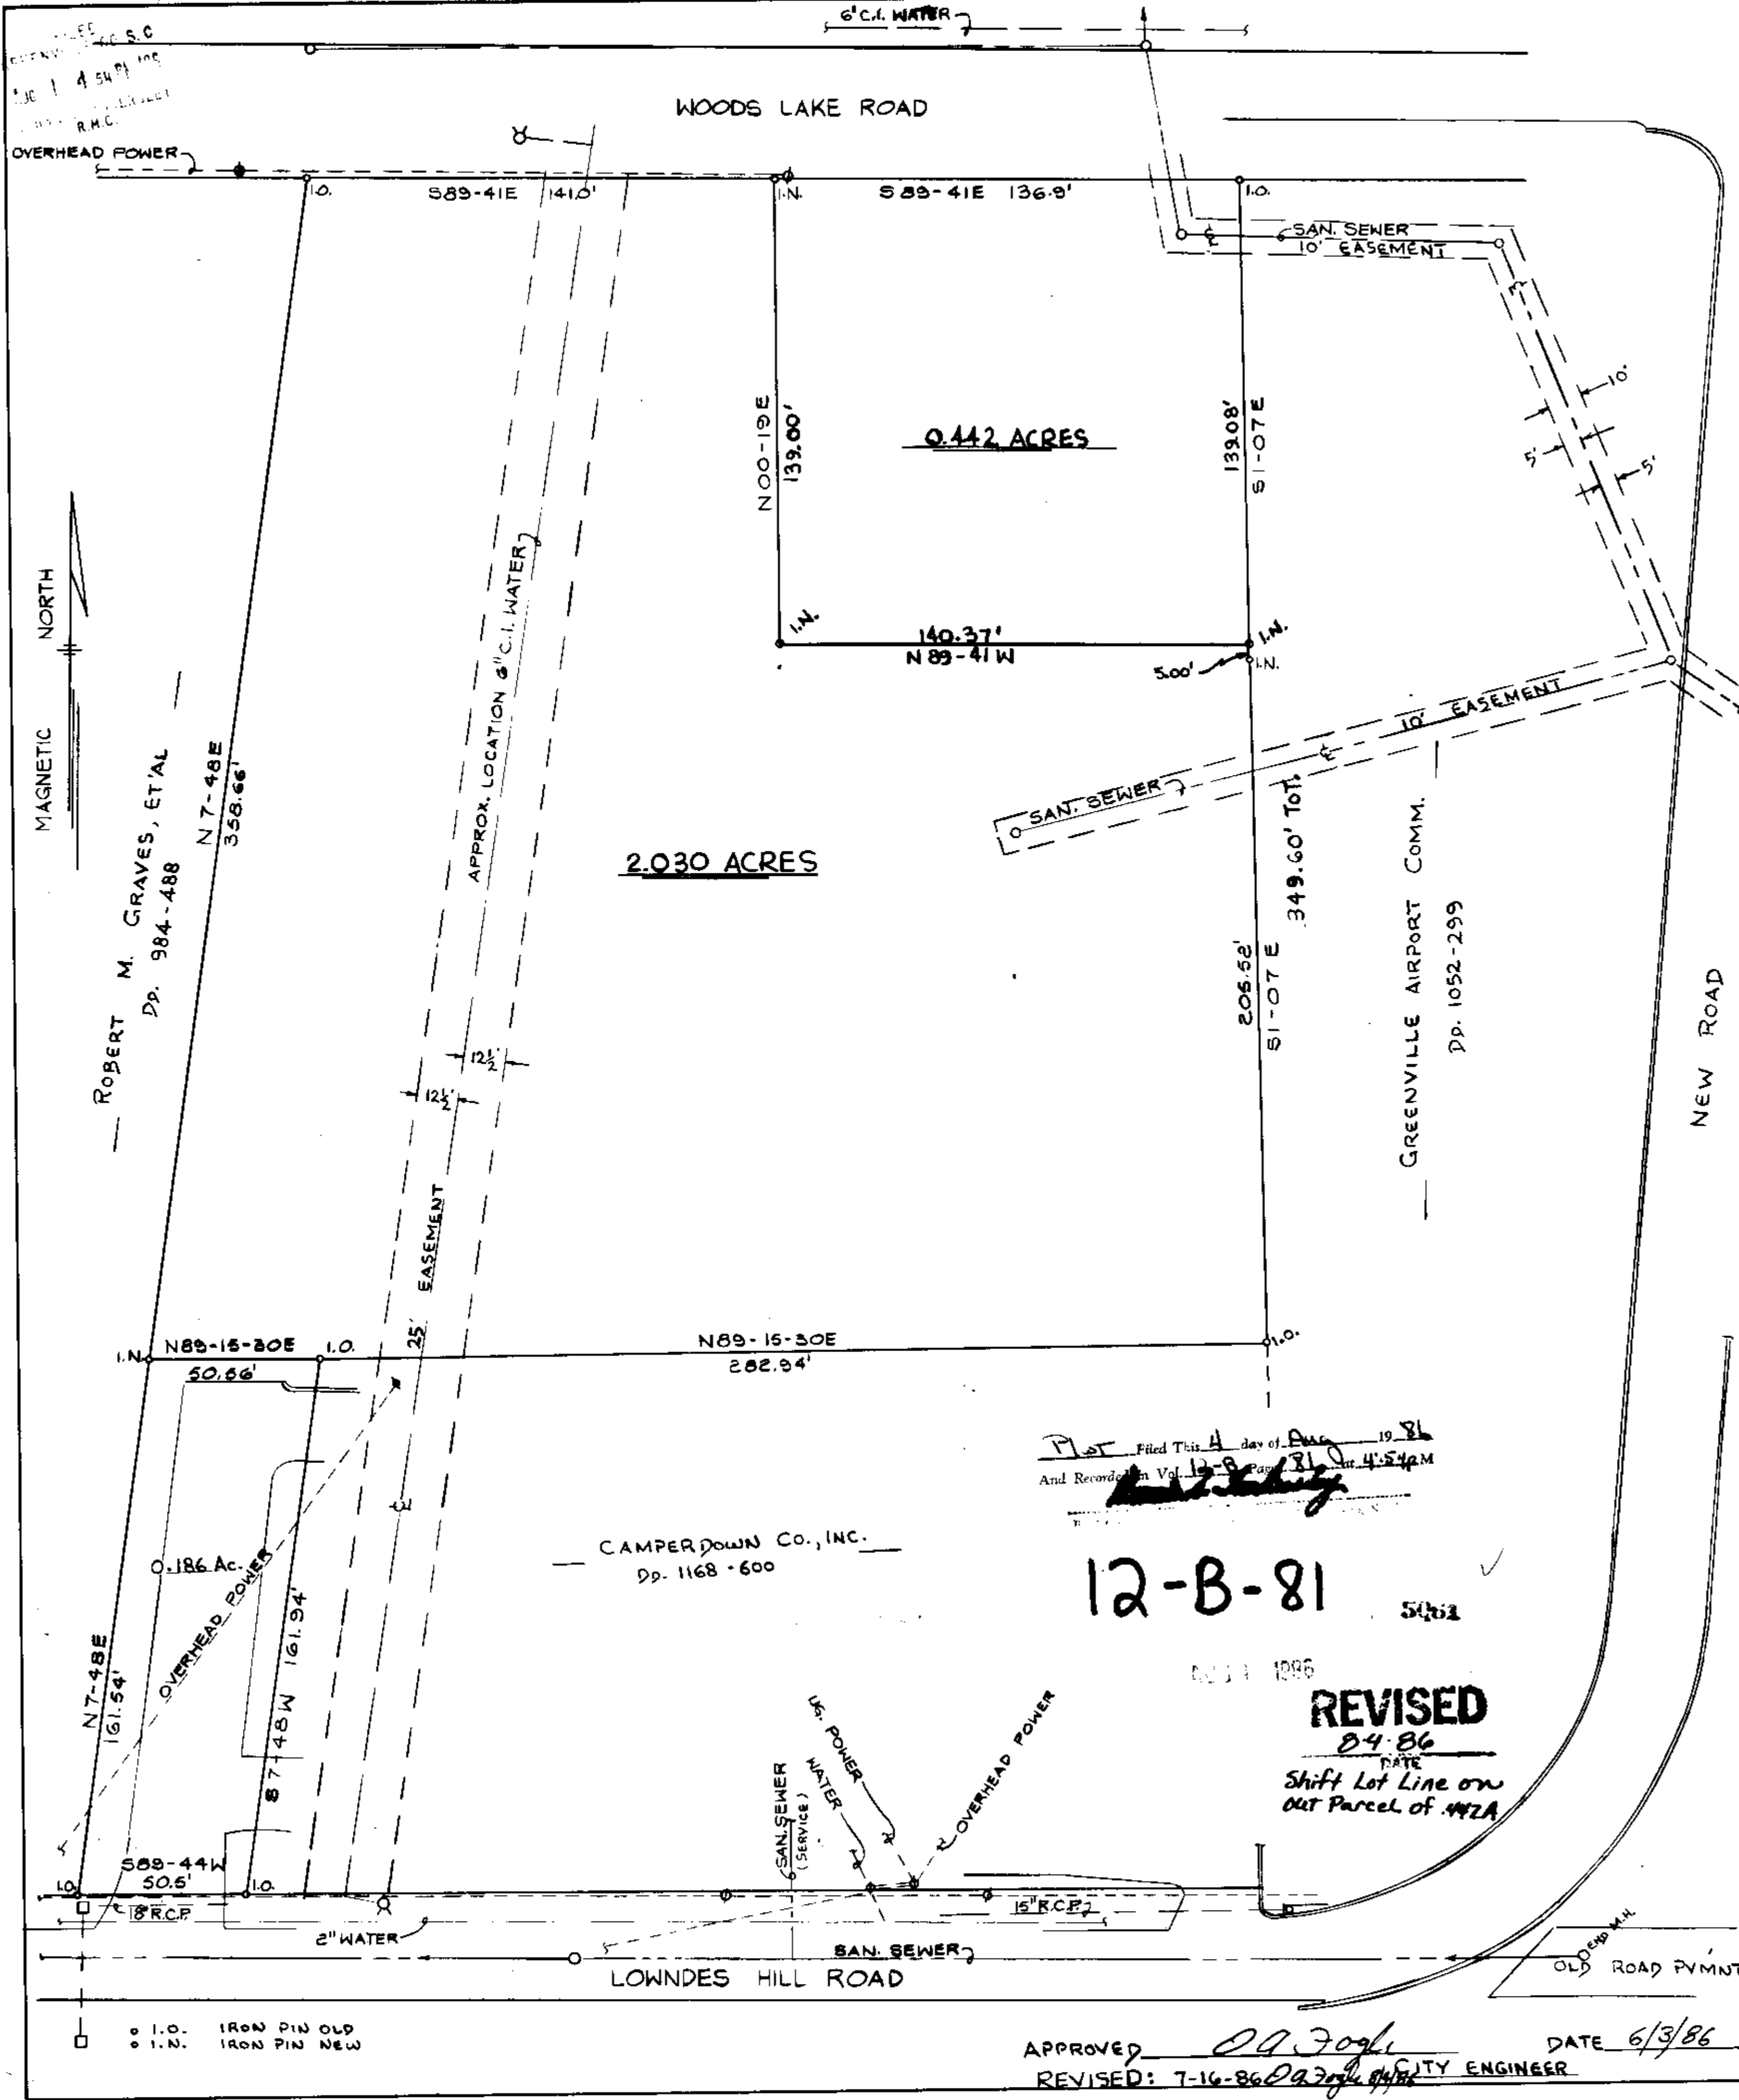 6" C.I. WATER
S.C
4 54 PM
R.M.C.
WOODS LAKE ROAD
OVERHEAD POWER
I.O.
S89-41E 141.0'
I.N.
S89-41E 136.9'
I.O.
SAN. SEWER
10' EASEMENT
10'
5'
5'
N00-19E
139.00'
0.442 ACRES
139.08'
S1-07E
I.N.
140.37'
N89-41W
I.N.
5.00'
I.N.
MAGNETIC NORTH
APPROX. LOCATION 6" C.I. WATER
N7-48E
358.66'
ROBERT M. GRAVES, ET'AL
DD. 984-488
SAN. SEWER
10' EASEMENT
2.030 ACRES
349.60' TOT.
205.52'
S1-07E
GREENVILLE AIRPORT COMM.
DD. 1052-299
NEW ROAD
12½'
12½'
25' EASEMENT
I.N.
N89-15-30E
I.O.
50.56'
N89-15-30E
282.94'
I.O.
Plat Filed This 4 day of Aug 19 86
And Recorded in Vol. 12-B Page 81 at 4:54 P M
CAMPERDOWN CO., INC.
DD. 1168-600
12-B-81
0.186 Ac.
OVERHEAD POWER
N7-48E
161.54'
S7-48W 161.94'
1986
REVISED
8-4-86
DATE
Shift Lot Line on
out Parcel of .442A
SAN. SEWER
(SERVICE)
UG. POWER
WATER
OVERHEAD POWER
S89-44W
50.5'
I.O.
I.O.
18" R.C.P.
15" R.C.P.
2" WATER
SAN. SEWER
LOWNDES HILL ROAD
END M.H.
OLD ROAD PVMNT
I.O. IRON PIN OLD
I.N. IRON PIN NEW
APPROVED DATE 6/3/86
REVISED: 7-16-86 CITY ENGINEER